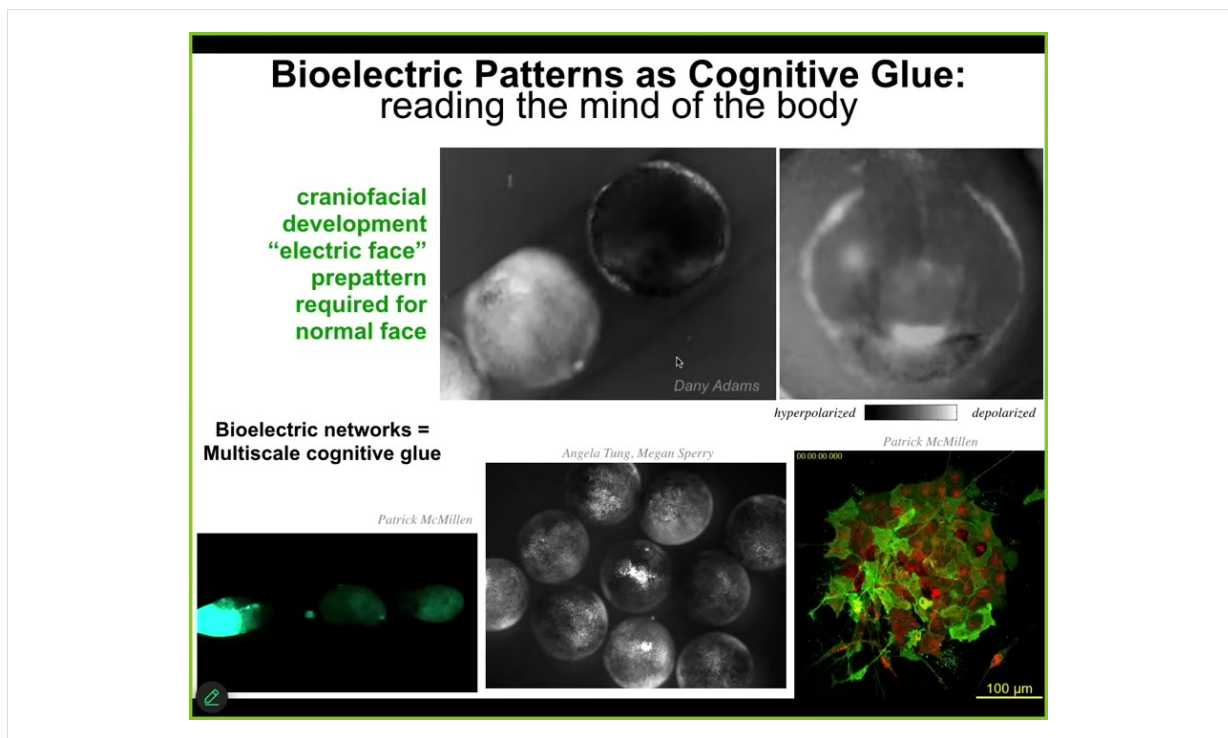 Bioelectric Patterns as Cognitive Glue:
reading the mind of the body
craniofacial
development
“electric face”
prepattern
required for
normal face
Dany Adams
hyperpolarized
depolarized
Bioelectric networks =
Multiscale cognitive glue
Patrick McMillen
Angela Tung, Megan Sperry
Patrick McMillen
00:00:00.000
100 µm